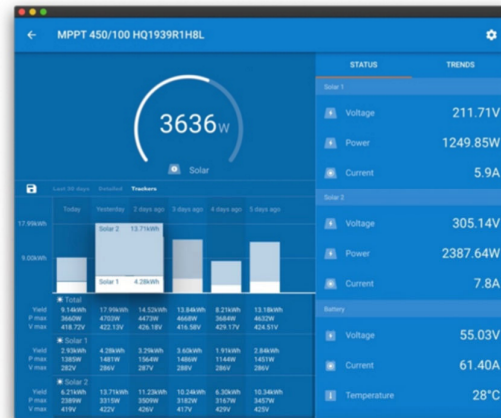 MPPT 450/100 HQ1939R1H8L
3636W
Solar
Last 30 days Detailed Trackers
Today Yesterday 2 days ago 3 days ago 4 days ago 5 days ago
17.99kWh
9.00kWh
Solar 2 13.71kWh
Solar 1 4.28kWh
Total
Yield 9.14kWh 17.99kWh 14.52kWh 13.84kWh 8.21kWh 13.18kWh
P max 3660W 4703W 4473W 4668W 3684W 4632W
V max 418.72V 422.13V 426.18V 416.58V 429.17V 424.51V
Solar 1
Yield 2.93kWh 4.28kWh 3.29kWh 3.60kWh 1.91kWh 2.84kWh
P max 1385W 1481W 1564W 1486W 1144W 1451W
V max 282V 286V 287V 288V 286V 286V
Solar 2
Yield 6.21kWh 13.71kWh 11.23kWh 10.24kWh 6.30kWh 10.34kWh
P max 2389W 3315W 3509W 3182W 3167W 3457W
V max 419V 422V 426V 417V 429V 425V
STATUS TRENDS
Solar 1
Voltage 211.71V
Power 1249.85W
Current 5.9A
Solar 2
Voltage 305.14V
Power 2387.64W
Current 7.8A
Battery
Voltage 55.03V
Current 61.40A
Temperature 28°C